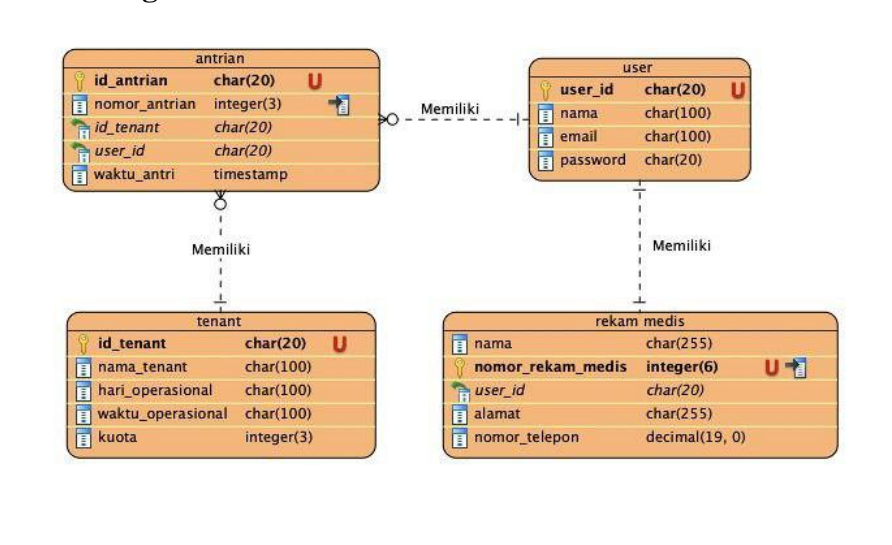 antrian
id_antrian char(20) U
nomor_antrian integer(3)
id_tenant char(20)
user_id char(20)
waktu_antri timestamp
Memiliki
user
user_id char(20) U
nama char(100)
email char(100)
password char(20)
Memiliki
Memiliki
tenant
id_tenant char(20) U
nama_tenant char(100)
hari_operasional char(100)
waktu_operasional char(100)
kuota integer(3)
rekam medis
nama char(255)
nomor_rekam_medis integer(6) U
user_id char(20)
alamat char(255)
nomor_telepon decimal(19, 0)